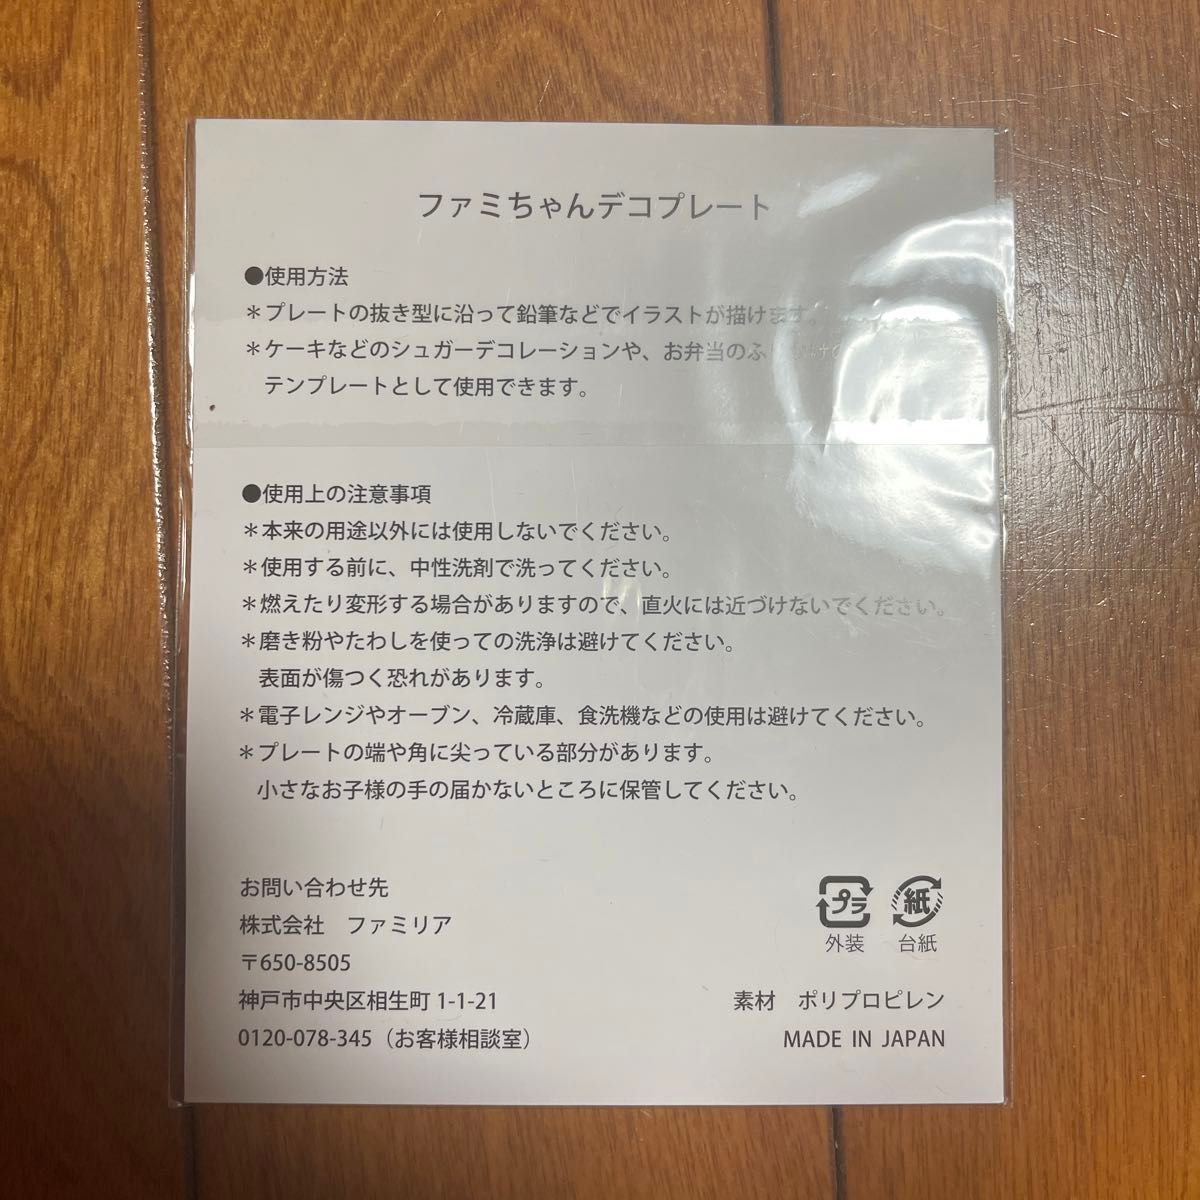 ファミちゃんデコプレート
●使用方法
＊プレートの抜き型に沿って鉛筆などでイラストが描けます。
＊ケーキなどのシュガーデコレーションや、お弁当のふりかけの
テンプレートとして使用できます。
●使用上の注意事項
＊本来の用途以外には使用しないでください。
＊使用する前に、中性洗剤で洗ってください。
＊燃えたり変形する場合がありますので、直火には近づけないでください。
＊磨き粉やたわしを使っての洗浄は避けてください。
表面が傷つく恐れがあります。
＊電子レンジやオーブン、冷蔵庫、食洗機などの使用は避けてください。
＊プレートの端や角に尖っている部分があります。
小さなお子様の手の届かないところに保管してください。
お問い合わせ先
株式会社　ファミリア
〒650-8505
神戸市中央区相生町 1-1-21
0120-078-345（お客様相談室）
プラ 紙
外装 台紙
素材　ポリプロピレン
MADE IN JAPAN